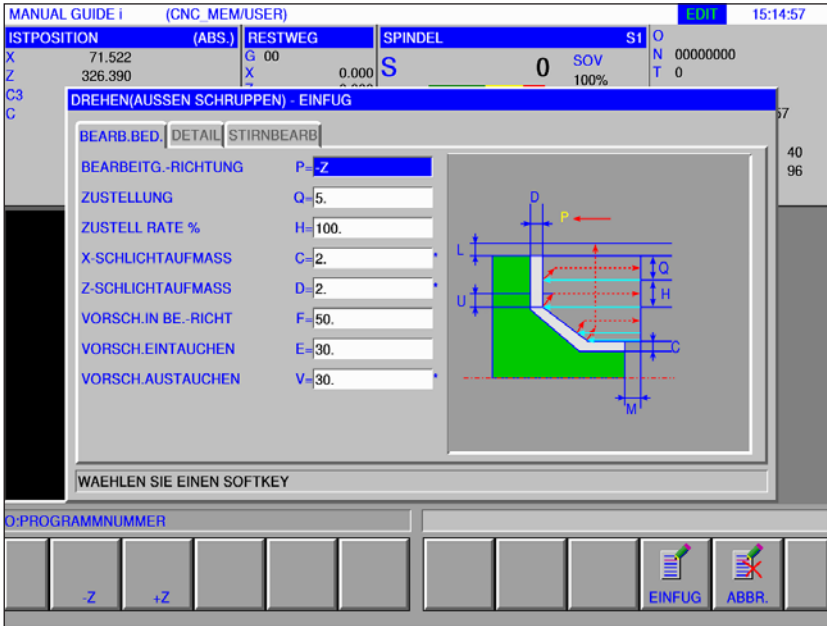 MANUAL GUIDE i (CNC_MEM/USER) EDIT 15:14:57
ISTPOSITION (ABS.) RESTWEG SPINDEL S1 O
X 71.522 G 00 S 0 SOV 100% N 00000000
Z 326.390 X 0.000 T 0
C3
C
DREHEN(AUSSEN SCHRUPPEN) - EINFUG
BEARB.BED. DETAIL STIRNBEARB
BEARBEITG.-RICHTUNG P=-Z
ZUSTELLUNG Q=5.
ZUSTELL RATE % H=100.
X-SCHLICHTAUFMASS C=2. *
Z-SCHLICHTAUFMASS D=2. *
VORSCH.IN BE.-RICHT F=50.
VORSCH.EINTAUCHEN E=30.
VORSCH.AUSTAUCHEN V=30. *
D
P
L
Q
U
H
C
M
40
96
WAEHLEN SIE EINEN SOFTKEY
O:PROGRAMMNUMMER
-Z +Z EINFUG ABBR.